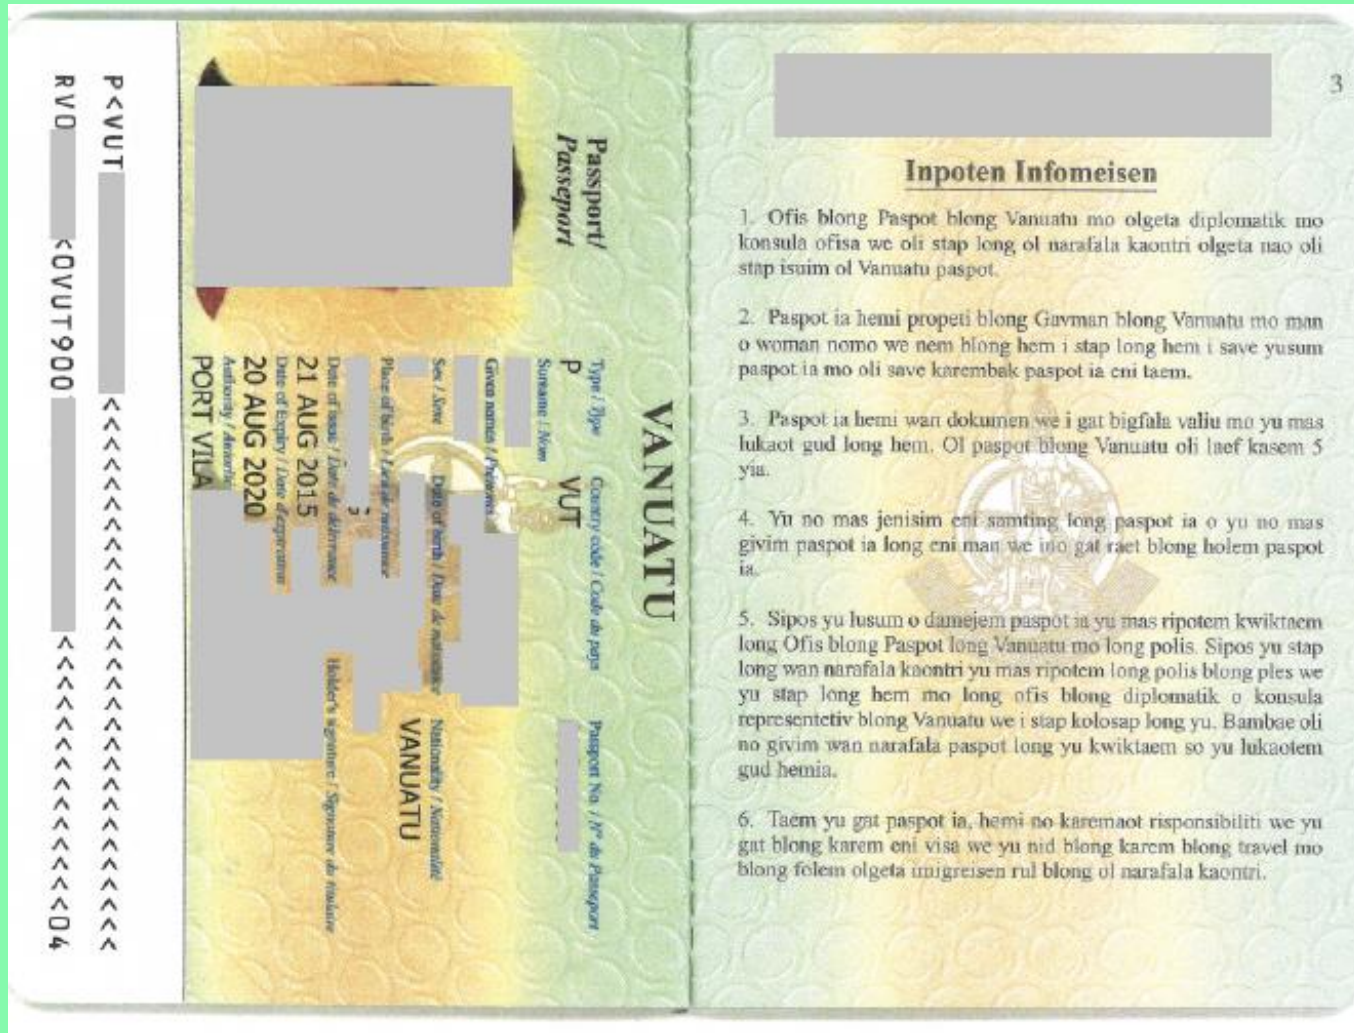 VANUATU
Passport/
Passeport
Type / Type
Country code / Code du pays
Passport No. / N° du Passeport
P
VUT
Surname / Nom
Given names / Prénoms
Sex / Sexe
Date of birth / Date de naissance
Nationality / Nationalité
VANUATU
Place of birth / Lieu de naissance
Date of issue / Date de délivrance
Holder's signature / Signature du titulaire
21 AUG 2015
Date of Expiry / Date d'expiration
20 AUG 2020
Authority / Autorité
PORT VILA
P<VUT <<<<<<<<<<<<<<<<<<<<<<<<<
RV0 <0VUT900 <<<<<<<<<<<<<<04
3
Inpoten Infomeisen
1. Ofis blong Paspot blong Vanuatu mo olgeta diplomatik mo
konsula ofisa we oli stap long ol narafala kaontri olgeta nao oli
stap isuim ol Vanuatu paspot.
2. Paspot ia hemi propeti blong Gavman blong Vanuatu mo man
o woman nomo we nem blong hem i stap long hem i save yusum
paspot ia mo oli save karembak paspot ia eni taem.
3. Paspot ia hemi wan dokumen we i gat bigfala valiu mo yu mas
lukaot gud long hem. Ol paspot blong Vanuatu oli laef kasem 5
yia.
4. Yu no mas jenisim eni samting long paspot ia o yu no mas
givim paspot ia long eni man we ino gat raet blong holem paspot
ia.
5. Sipos yu lusum o damejem paspot ia yu mas ripotem kwiktaem
long Ofis blong Paspot long Vanuatu mo long polis. Sipos yu stap
long wan narafala kaontri yu mas ripotem long polis blong ples we
yu stap long hem mo long ofis blong diplomatik o konsula
representetiv blong Vanuatu we i stap kolosap long yu. Bambae oli
no givim wan narafala paspot long yu kwiktaem so yu lukaotem
gud hemia.
6. Taem yu gat paspot ia, hemi no karemaot risponsibiliti we yu
gat blong karem eni visa we yu nid blong karem blong travel mo
blong folem olgeta imigreisen rul blong ol narafala kaontri.